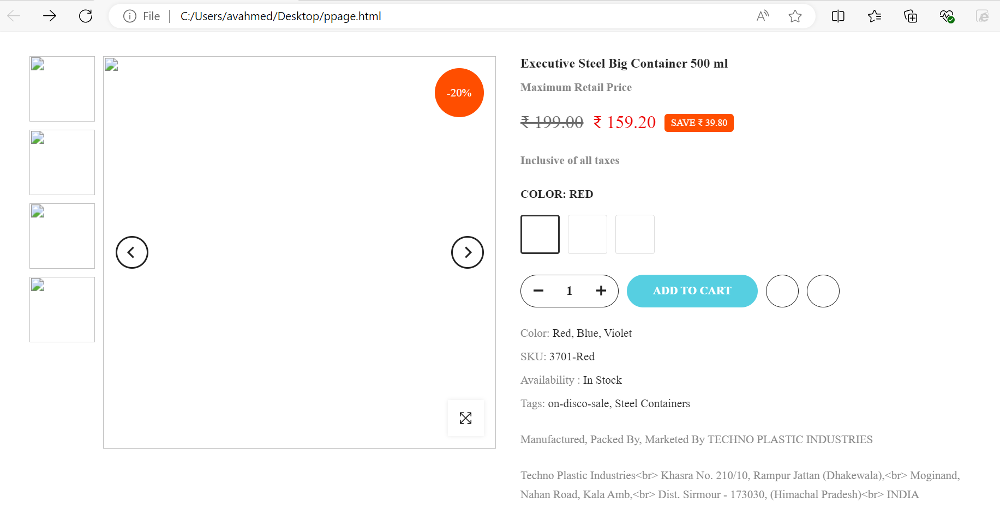 File | C:/Users/avahmed/Desktop/ppage.html
-20%
Executive Steel Big Container 500 ml
Maximum Retail Price
₹ 199.00 ₹ 159.20 SAVE ₹ 39.80
Inclusive of all taxes
COLOR: RED
1
ADD TO CART
Color: Red, Blue, Violet
SKU: 3701-Red
Availability : In Stock
Tags: on-disco-sale, Steel Containers
Manufactured, Packed By, Marketed By TECHNO PLASTIC INDUSTRIES
Techno Plastic Industries<br> Khasra No. 210/10, Rampur Jattan (Dhakewala),<br> Moginand,
Nahan Road, Kala Amb,<br> Dist. Sirmour - 173030, (Himachal Pradesh)<br> INDIA